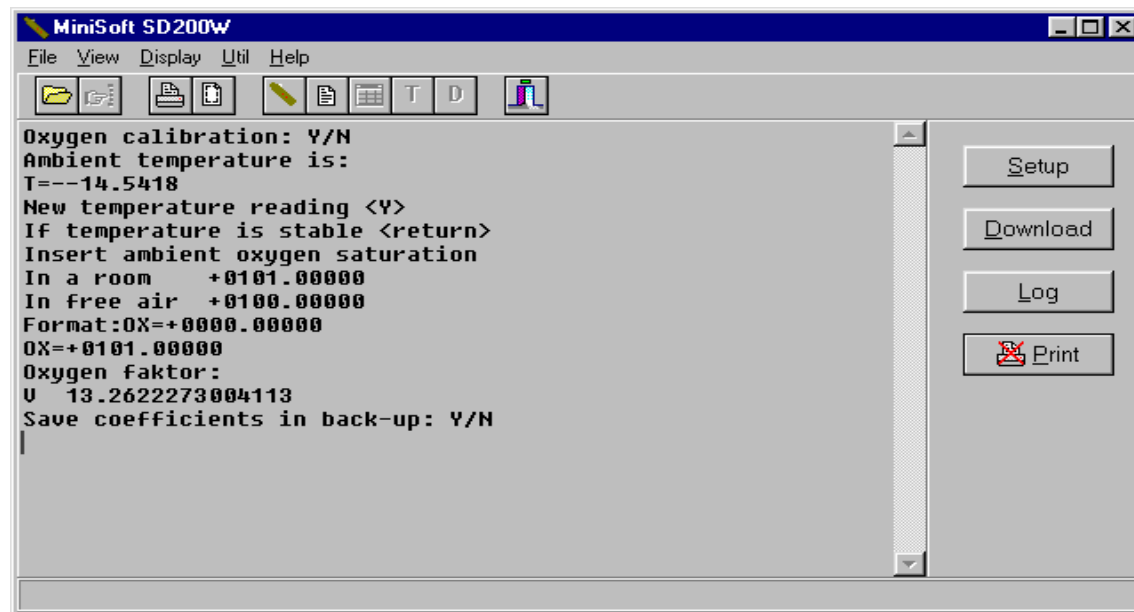 MiniSoft SD200W
File View Display Util Help
T D
Oxygen calibration: Y/N
Ambient temperature is:
T=--14.5418
New temperature reading <Y>
If temperature is stable <return>
Insert ambient oxygen saturation
In a room    +0101.00000
In free air  +0100.00000
Format:OX=+0000.00000
OX=+0101.00000
Oxygen faktor:
V  13.2622273004113
Save coefficients in back-up: Y/N
Setup
Download
Log
Print